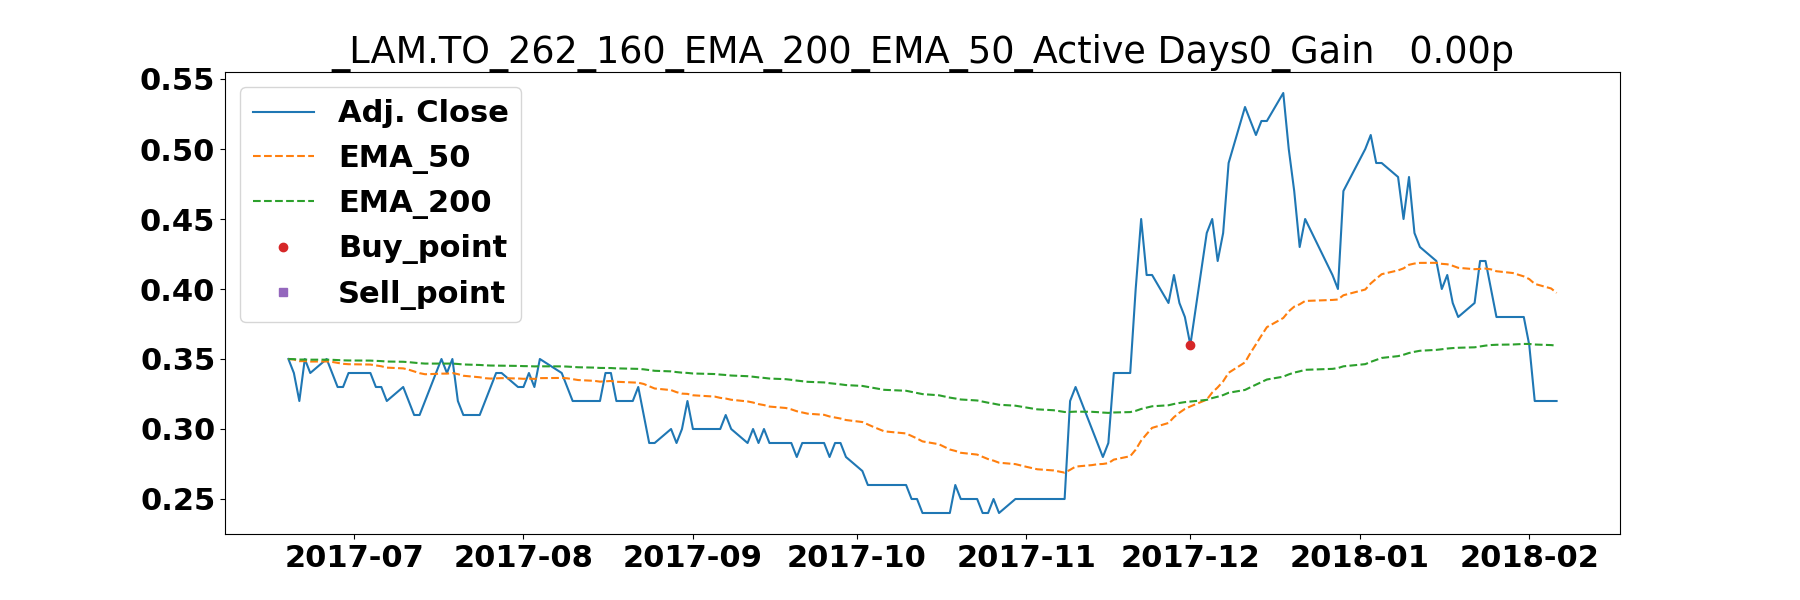 _LAM.TO_262_160_EMA_200_EMA_50_Active Days0_Gain   0.00p
0.55
0.50
0.45
0.40
0.35
0.30
0.25
Adj. Close
EMA_50
EMA_200
Buy_point
Sell_point
2017-07 2017-08 2017-09 2017-10 2017-11 2017-12 2018-01 2018-02